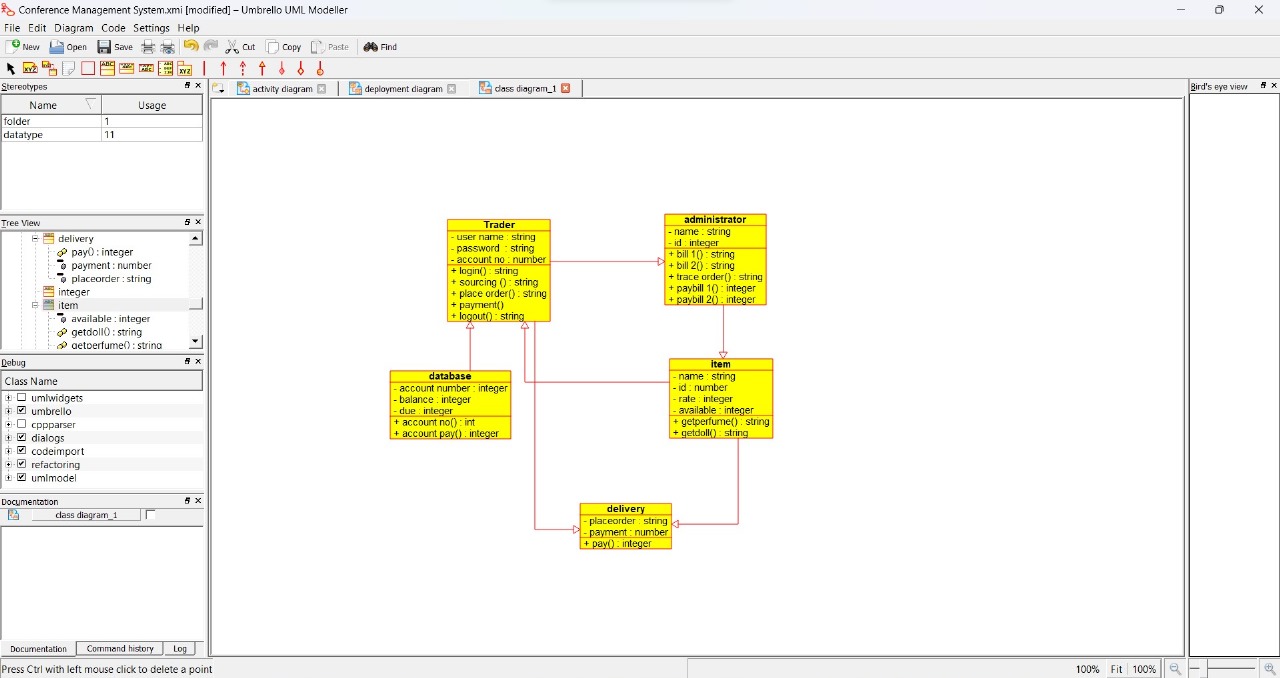 Conference Management System.xmi [modified] – Umbrello UML Modeller
File Edit Diagram Code Settings Help
New Open Save Cut Copy Paste Find
Stereotypes
Name Usage
folder 1
datatype 11
Tree View
delivery
pay() : integer
payment : number
placeorder : string
integer
item
available : integer
getdoll() : string
getperfume() : string
Debug
Class Name
umlwidgets
umbrello
cppparser
dialogs
codeimport
refactoring
umlmodel
Documentation
class diagram_1
Documentation Command history Log
Press Ctrl with left mouse click to delete a point
activity diagram deployment diagram class diagram_1
Trader
- user name : string
- password : string
- account no : number
+ login() : string
+ sourcing () : string
+ place order() : string
+ payment()
+ logout() : string
administrator
- name : string
- id : integer
+ bill 1() : string
+ bill 2() : string
+ trace order() : string
+ paybill 1() : integer
+ paybill 2() : integer
database
- account number : integer
- balance : integer
- due : integer
+ account no() : int
+ account pay() : integer
item
- name : string
- id : number
- rate : integer
- available : integer
+ getperfume() : string
+ getdoll() : string
delivery
- placeorder : string
- payment : number
+ pay() : integer
Bird's eye view
100% Fit 100%